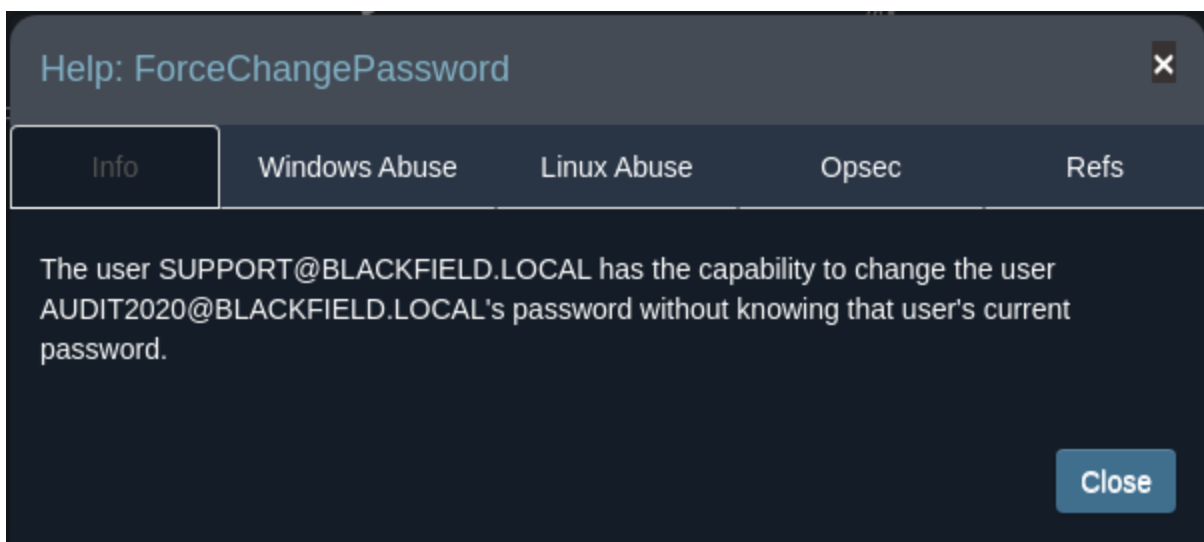 Help: ForceChangePassword
×
Info
Windows Abuse
Linux Abuse
Opsec
Refs
The user SUPPORT@BLACKFIELD.LOCAL has the capability to change the user
AUDIT2020@BLACKFIELD.LOCAL's password without knowing that user's current
password.
Close